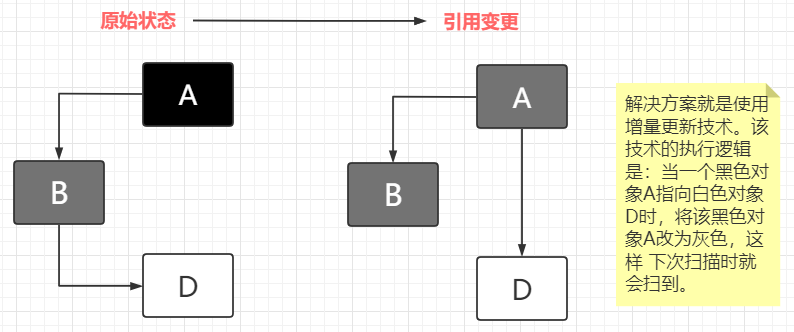 原始状态
引用变更
A
B
D
A
B
D
解决方案就是使用
增量更新技术。该
技术的执行逻辑
是：当一个黑色对
象A指向白色对象
D时，将该黑色对
象A改为灰色，这
样 下次扫描时就
会扫到。